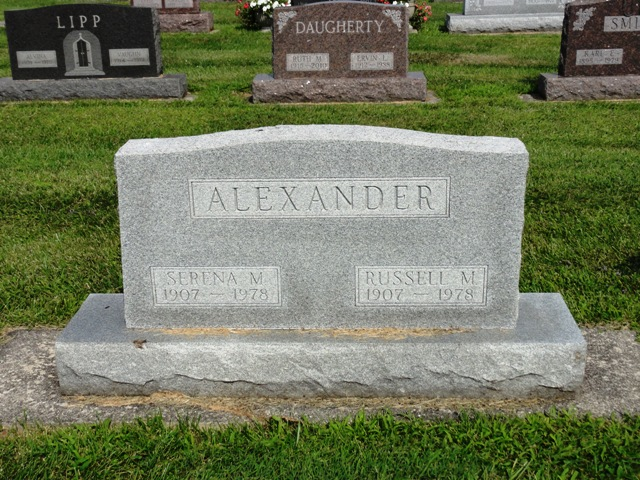 LIPP
DAUGHERTY
RUTH M.
ERVIN L.
KARL L.
ALEXANDER
SERENA M.
1907 — 1978
RUSSELL M.
1907 — 1978